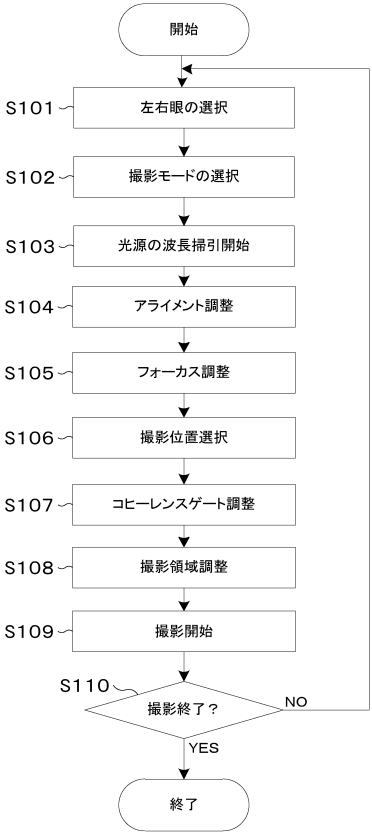 開始
S101 左右眼の選択
S102 撮影モードの選択
S103 光源の波長掃引開始
S104 アライメント調整
S105 フォーカス調整
S106 撮影位置選択
S107 コヒーレンスゲート調整
S108 撮影領域調整
S109 撮影開始
S110
撮影終了？
NO
YES
終了